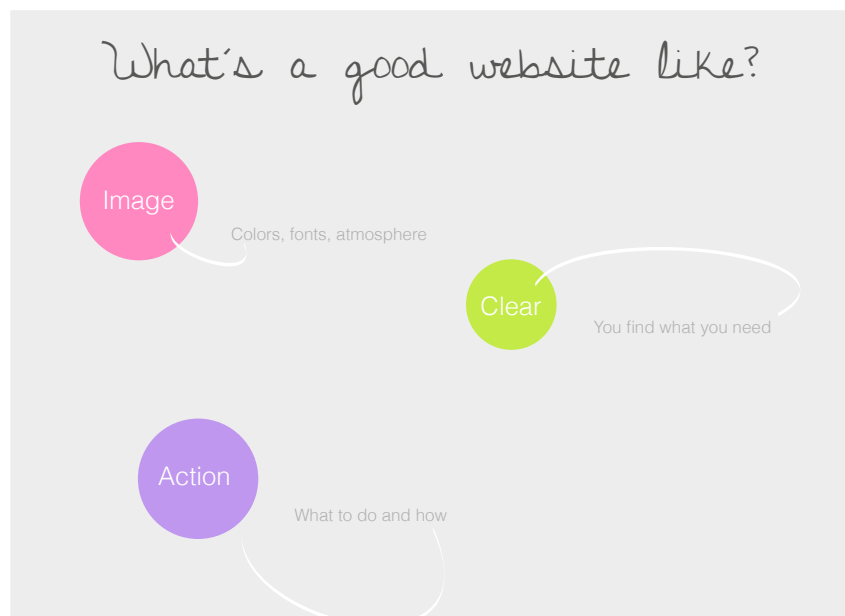 What's a good website like?
Image
Colors, fonts, atmosphere
Clear
You find what you need
Action
What to do and how